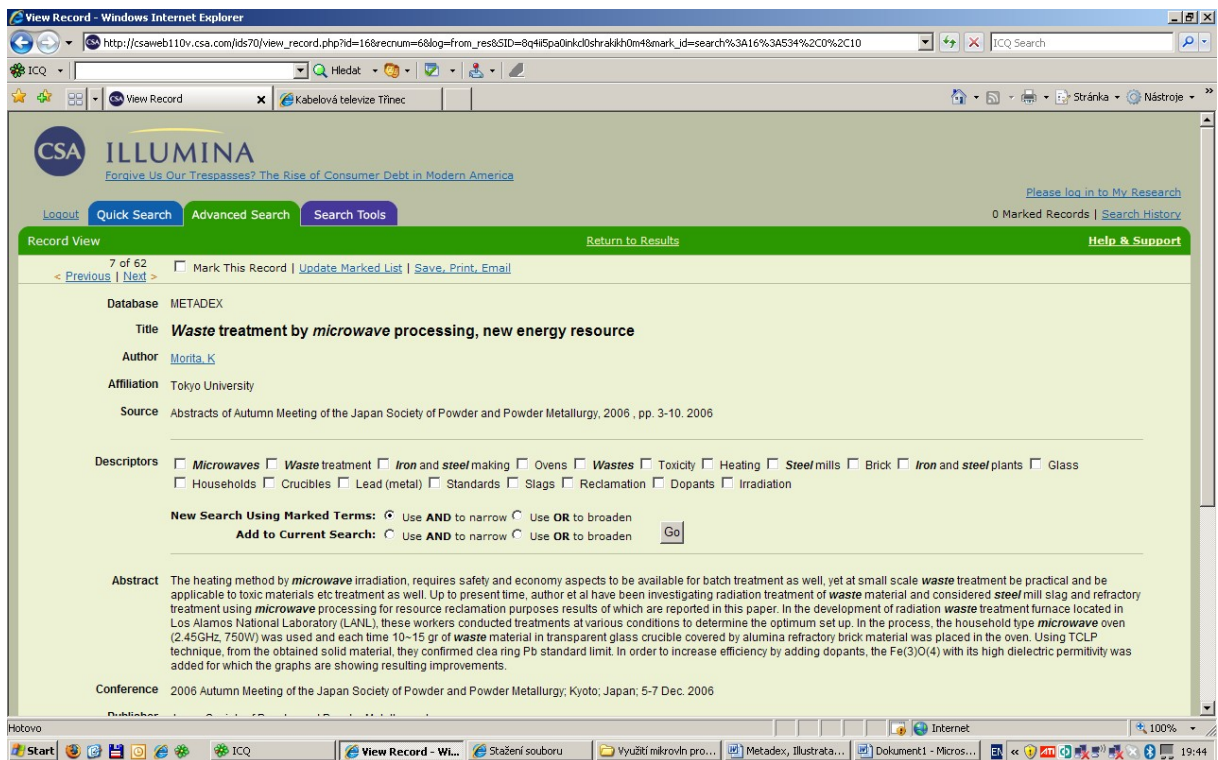 View Record - Windows Internet Explorer
http://csaweb110v.csa.com/ids70/view_record.php?id=16&recnum=6&log=from_res&SID=8q4ii5pa0inkcl0shrakikh0m4&mark_id=search%3A16%3A534%2C0%2C10
ICQ Search
ICQ
Hledat
View Record
Kabelová televize Třinec
Stránka
Nástroje
CSA
ILLUMINA
Forgive Us Our Trespasses? The Rise of Consumer Debt in Modern America
Please log in to My Research
Logout Quick Search Advanced Search Search Tools
0 Marked Records | Search History
Record View Return to Results Help & Support
7 of 62
< Previous | Next >
Mark This Record | Update Marked List | Save, Print, Email
Database METADEX
Title Waste treatment by microwave processing, new energy resource
Author Morita, K
Affiliation Tokyo University
Source Abstracts of Autumn Meeting of the Japan Society of Powder and Powder Metallurgy, 2006 , pp. 3-10. 2006
Descriptors Microwaves Waste treatment Iron and steel making Ovens Wastes Toxicity Heating Steel mills Brick Iron and steel plants Glass
Households Crucibles Lead (metal) Standards Slags Reclamation Dopants Irradiation
New Search Using Marked Terms: Use AND to narrow Use OR to broaden
Add to Current Search: Use AND to narrow Use OR to broaden
Go
Abstract The heating method by microwave irradiation, requires safety and economy aspects to be available for batch treatment as well, yet at small scale waste treatment be practical and be
applicable to toxic materials etc treatment as well. Up to present time, author et al have been investigating radiation treatment of waste material and considered steel mill slag and refractory
treatment using microwave processing for resource reclamation purposes results of which are reported in this paper. In the development of radiation waste treatment furnace located in
Los Alamos National Laboratory (LANL), these workers conducted treatments at various conditions to determine the optimum set up. In the process, the household type microwave oven
(2.45GHz, 750W) was used and each time 10~15 gr of waste material in transparent glass crucible covered by alumina refractory brick material was placed in the oven. Using TCLP
technique, from the obtained solid material, they confirmed clea ring Pb standard limit. In order to increase efficiency by adding dopants, the Fe(3)O(4) with its high dielectric permitivity was
added for which the graphs are showing resulting improvements.
Conference 2006 Autumn Meeting of the Japan Society of Powder and Powder Metallurgy; Kyoto; Japan; 5-7 Dec. 2006
Hotovo
Internet
100%
Start
ICQ
View Record - Wi...
Stažení souboru
Využití mikrovln pro...
Metadex, Illustrata...
Dokument1 - Micros...
EN
19:44